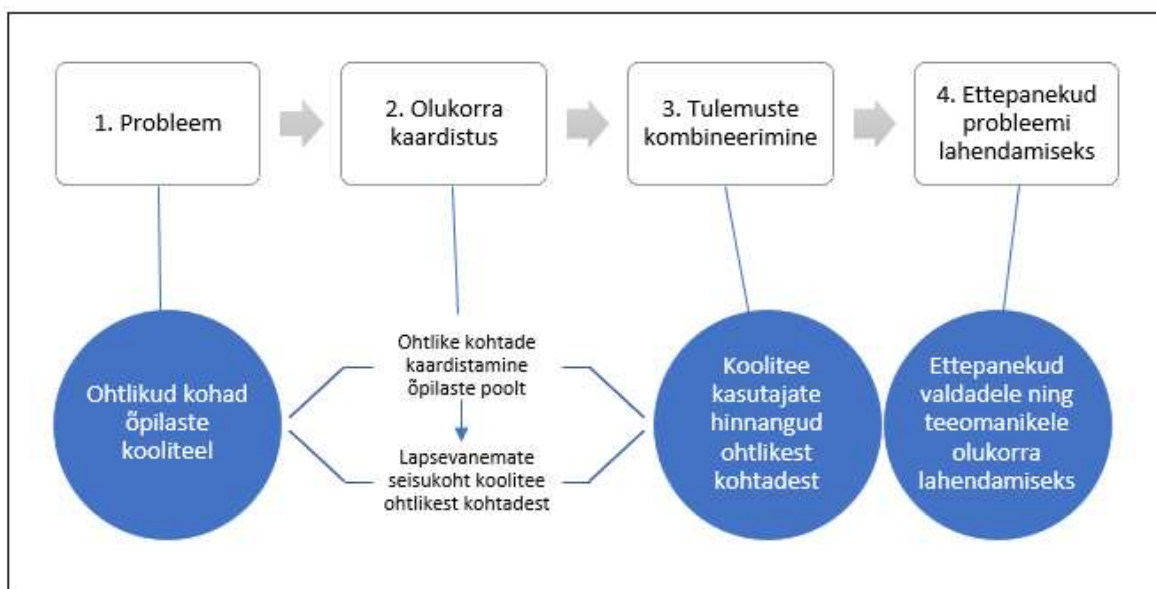 1. Probleem
2. Olukorra
kaardistus
3. Tulemuste
kombineerimine
4. Ettepanekud
probleemi
lahendamiseks
Ohtlikud kohad
õpilaste
kooliteel
Ohtlike kohtade
kaardistamine
õpilaste poolt
Lapsevanemate
seisukoht koolitee
ohtlikest kohtadest
Koolitee
kasutajate
hinnangud
ohtlikest
kohtadest
Ettepanekud
valdadele ning
teeomanikele
olukorra
lahendamiseks